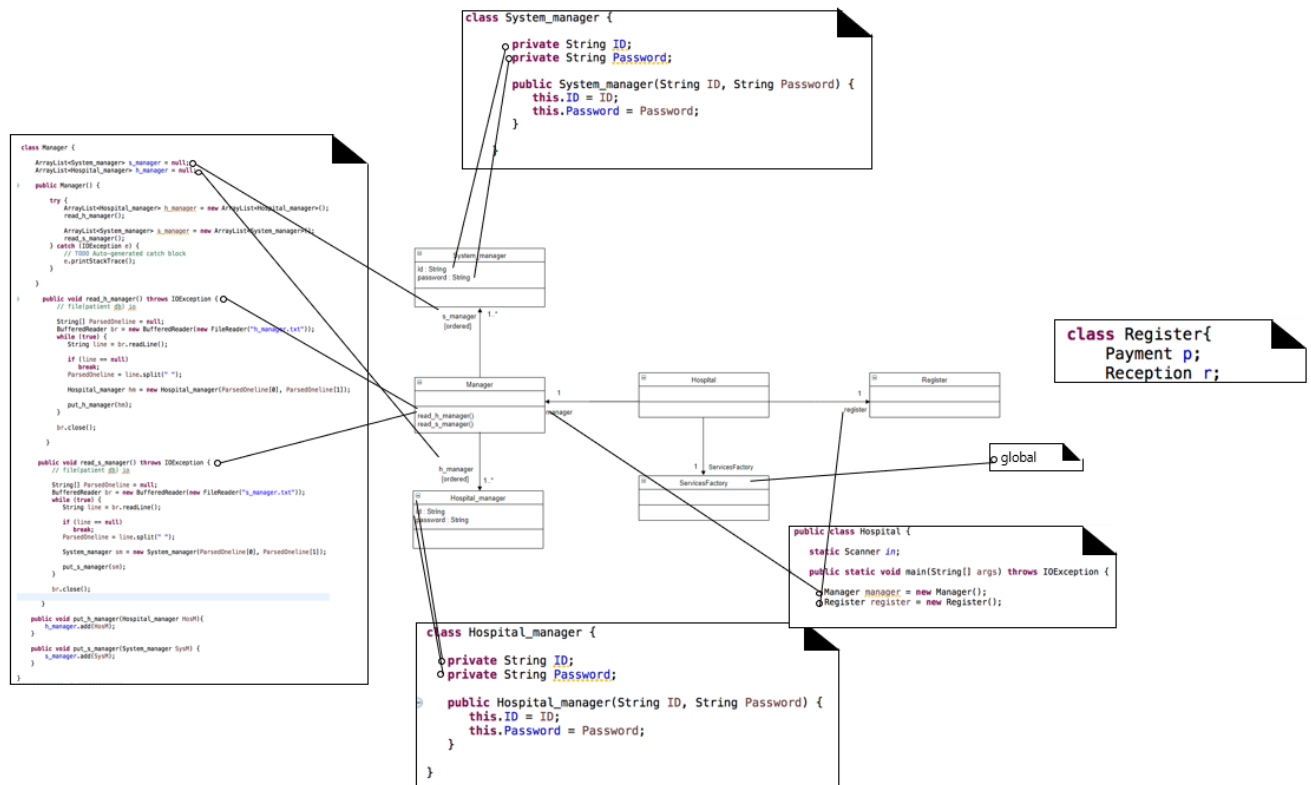 class System_manager {
private String ID;
private String Password;
public System_manager(String ID, String Password) {
this.ID = ID;
this.Password = Password;
}
}
class Manager {
ArrayList<System_manager> s_manager = null;
ArrayList<Hospital_manager> h_manager = null;
public Manager() {
try {
ArrayList<Hospital_manager> h_manager = new ArrayList<Hospital_manager>();
read_h_manager();
ArrayList<System_manager> s_manager = new ArrayList<System_manager>();
read_s_manager();
} catch (IOException e) {
// TODO Auto-generated catch block
e.printStackTrace();
}
}
public void read_h_manager() throws IOException {
// file(patient db) io
String[] ParsedOneline = null;
BufferedReader br = new BufferedReader(new FileReader("h_manager.txt"));
while (true) {
String line = br.readLine();
if (line == null)
break;
ParsedOneline = line.split(" ");
Hospital_manager hm = new Hospital_manager(ParsedOneline[0], ParsedOneline[1]);
put_h_manager(hm);
}
br.close();
}
public void read_s_manager() throws IOException {
// file(patient db) io
String[] ParsedOneline = null;
BufferedReader br = new BufferedReader(new FileReader("s_manager.txt"));
while (true) {
String line = br.readLine();
if (line == null)
break;
ParsedOneline = line.split(" ");
System_manager sm = new System_manager(ParsedOneline[0], ParsedOneline[1]);
put_s_manager(sm);
}
br.close();
}
public void put_h_manager(Hospital_manager HosM){
h_manager.add(HosM);
}
public void put_s_manager(System_manager SysM) {
s_manager.add(SysM);
}
}
System_manager
id : String
password : String
s_manager
[ordered]
1..*
Manager
read_h_manager()
read_s_manager()
manager
1
Hospital
1
register
Register
h_manager
[ordered]
1..*
Hospital_manager
id : String
password : String
1
ServicesFactory
ServicesFactory
class Register{
Payment p;
Reception r;
global
public class Hospital {
static Scanner in;
public static void main(String[] args) throws IOException {
Manager manager = new Manager();
Register register = new Register();
class Hospital_manager {
private String ID;
private String Password;
public Hospital_manager(String ID, String Password) {
this.ID = ID;
this.Password = Password;
}
}